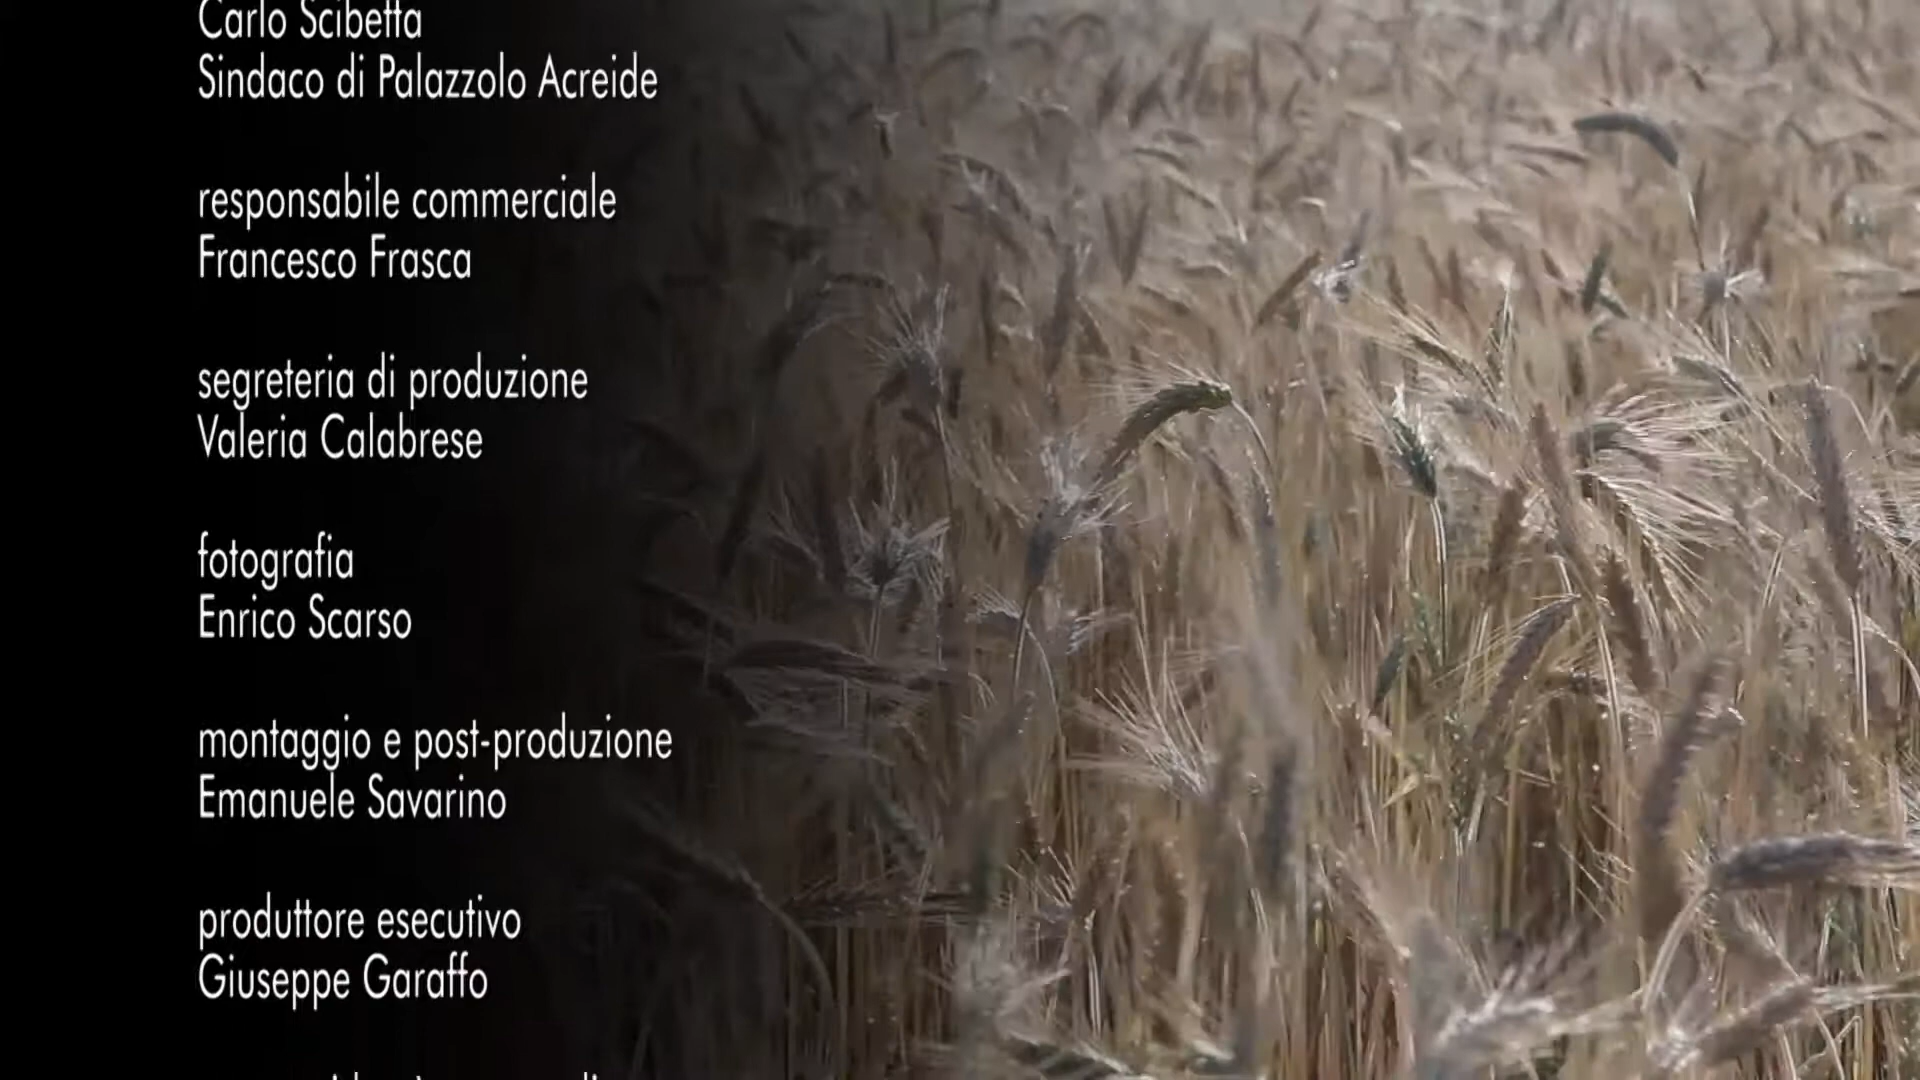 Carlo Scibetta
Sindaco di Palazzolo Acreide
responsabile commerciale
Francesco Frasca
segreteria di produzione
Valeria Calabrese
fotografia
Enrico Scarso
montaggio e post-produzione
Emanuele Savarino
produttore esecutivo
Giuseppe Garaffo